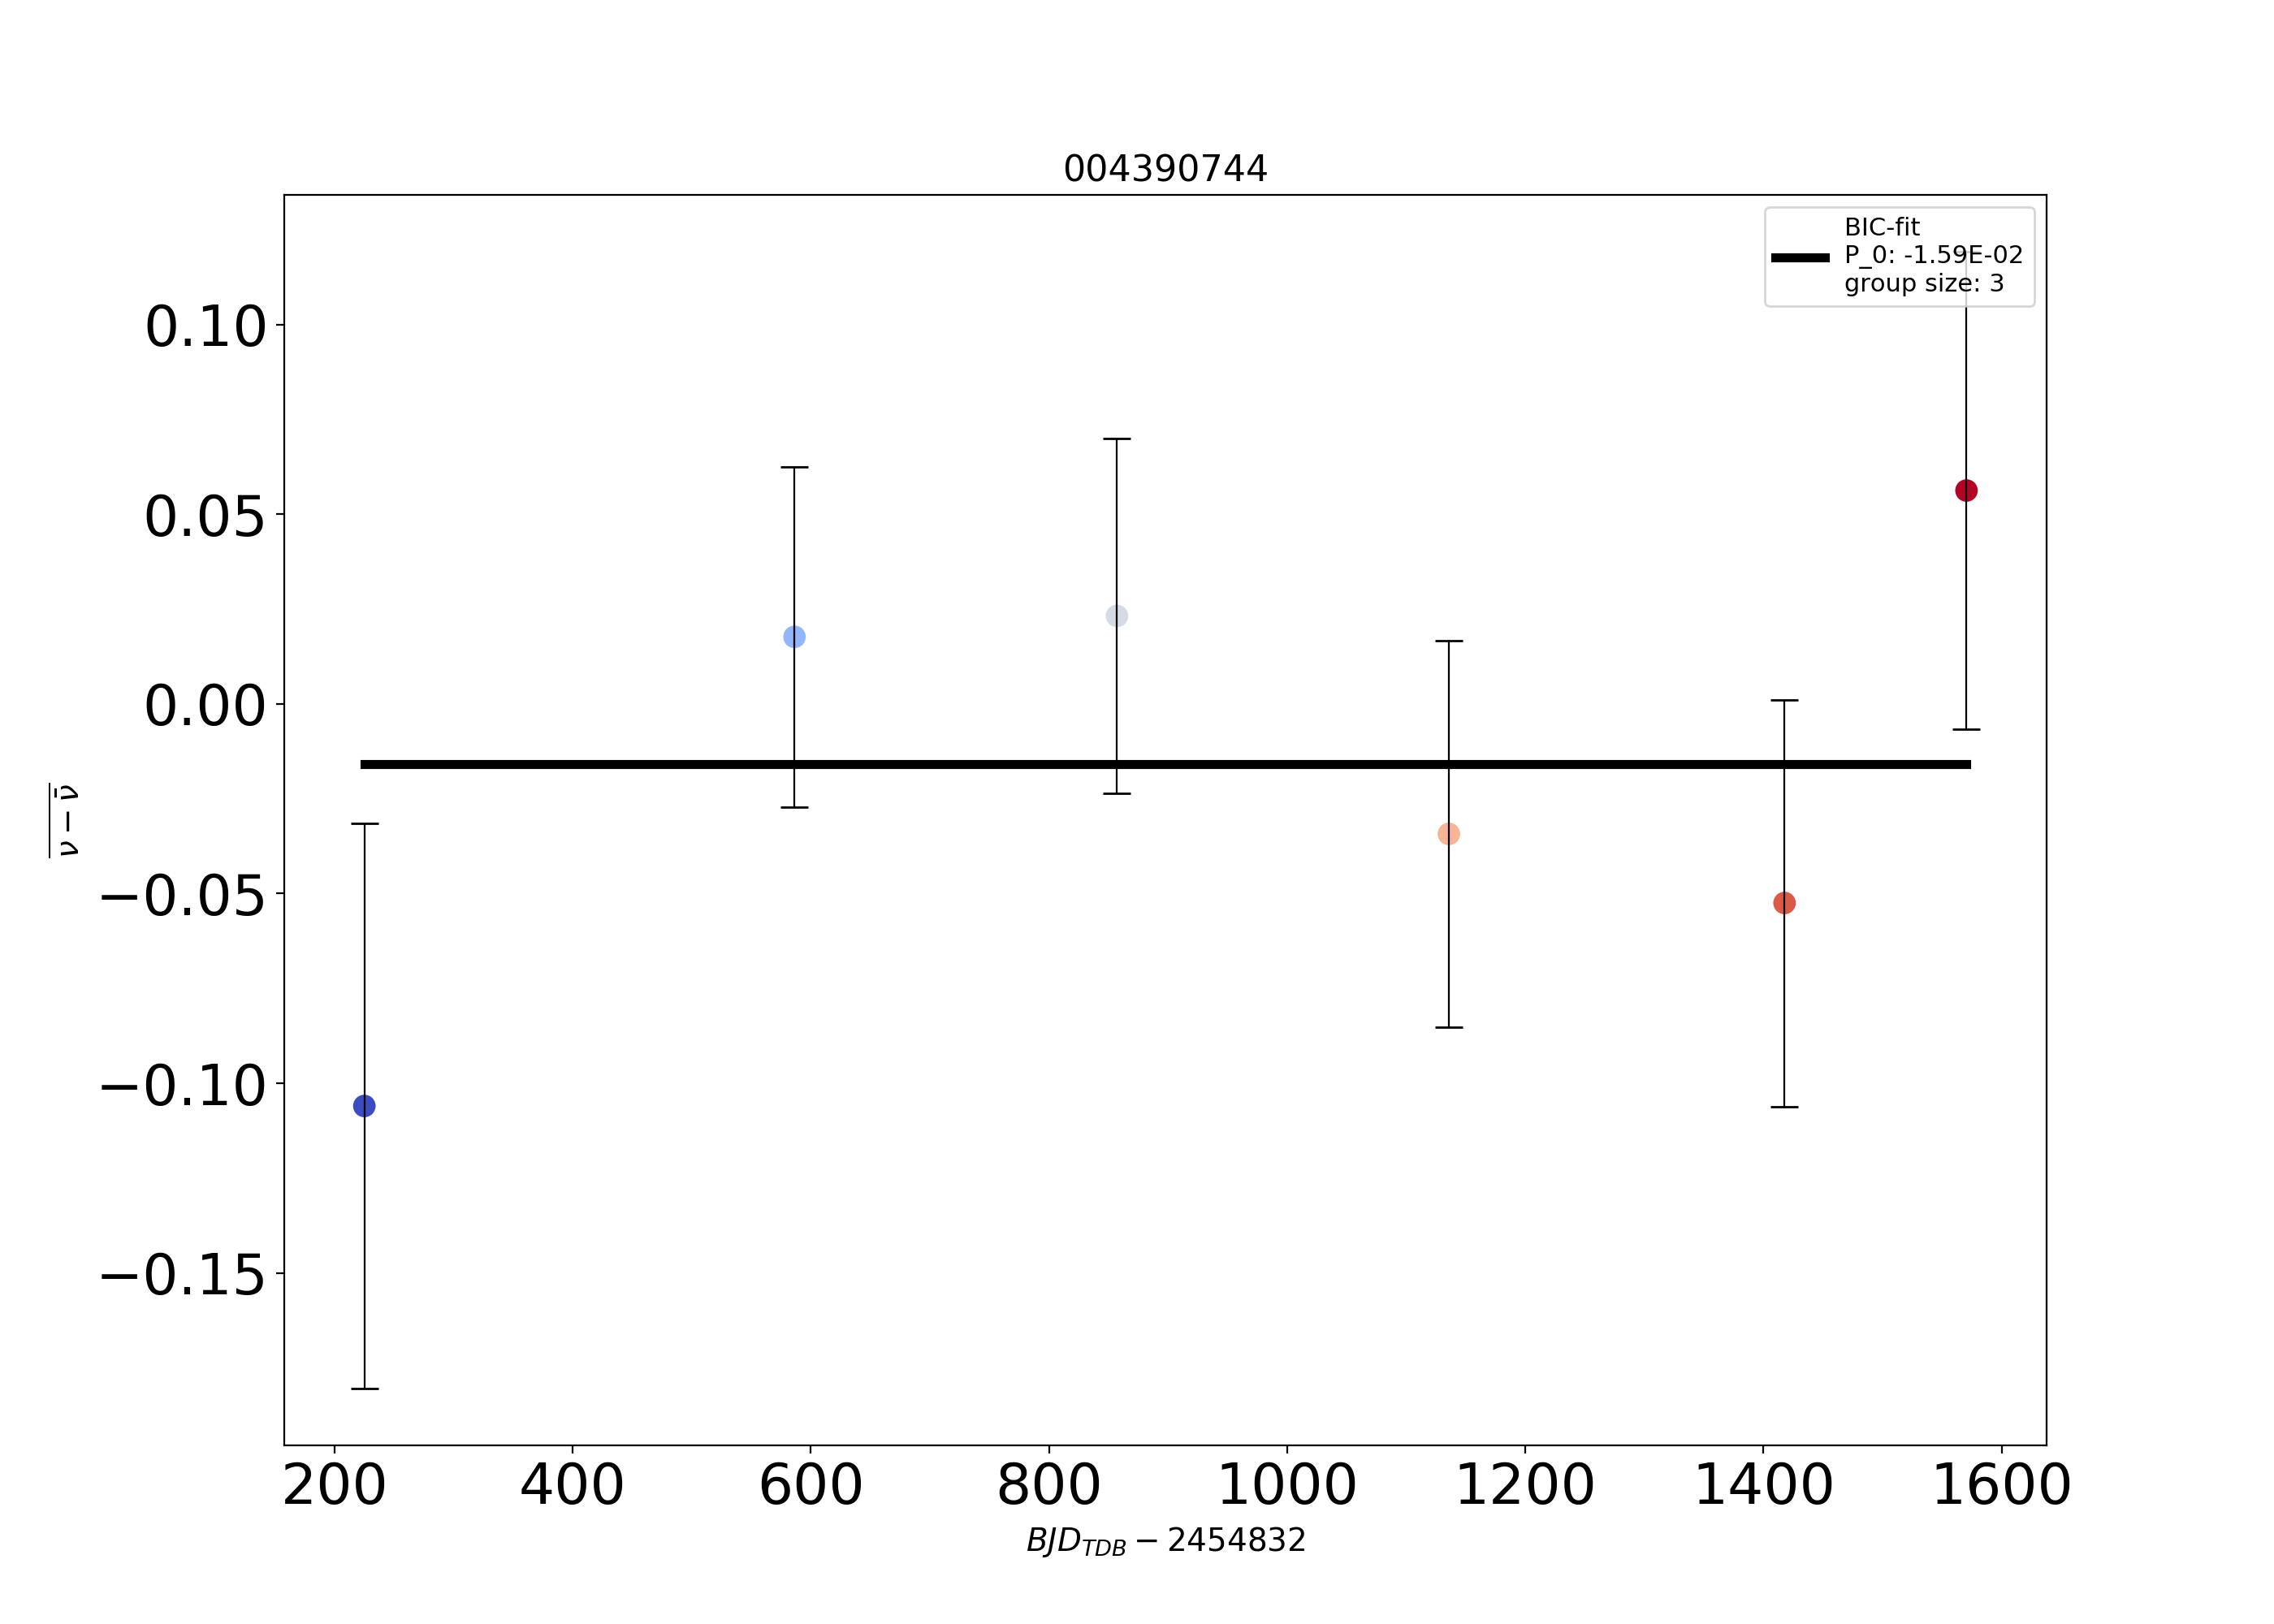 004390744
BIC-fit
P_0: -1.59E-02
group size: 3
0.10
0.05
0.00
−0.05
−0.10
−0.15
ν − ν̄
200 400 600 800 1000 1200 1400 1600
BJD_TDB − 2454832